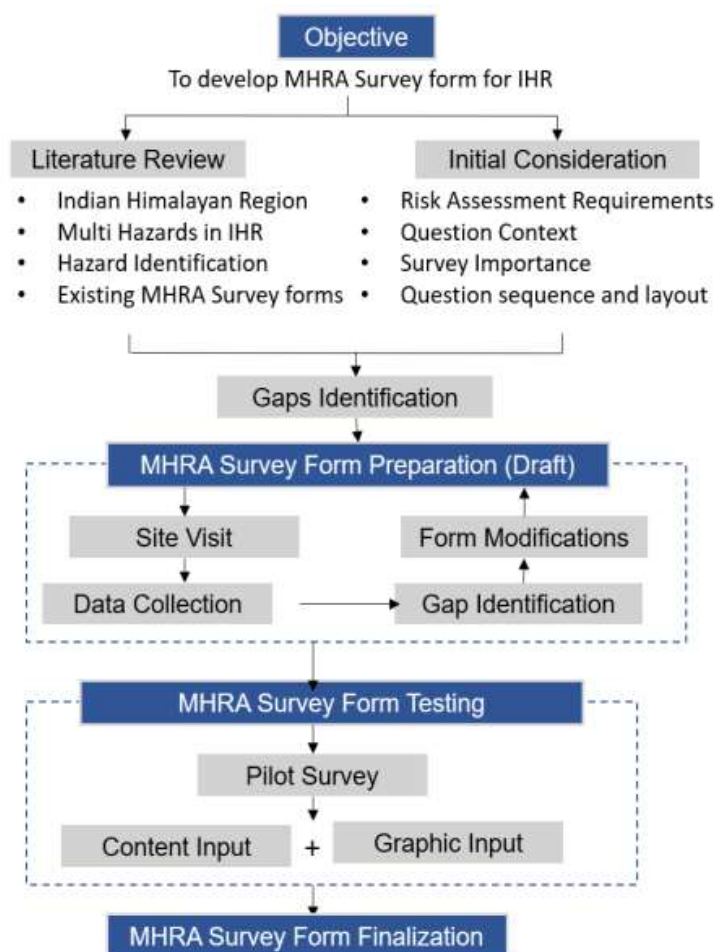 Objective
To develop MHRA Survey form for IHR
Literature Review
• Indian Himalayan Region
• Multi Hazards in IHR
• Hazard Identification
• Existing MHRA Survey forms
Initial Consideration
• Risk Assessment Requirements
• Question Context
• Survey Importance
• Question sequence and layout
Gaps Identification
MHRA Survey Form Preparation (Draft)
Site Visit
Data Collection
Gap Identification
Form Modifications
MHRA Survey Form Testing
Pilot Survey
Content Input + Graphic Input
MHRA Survey Form Finalization